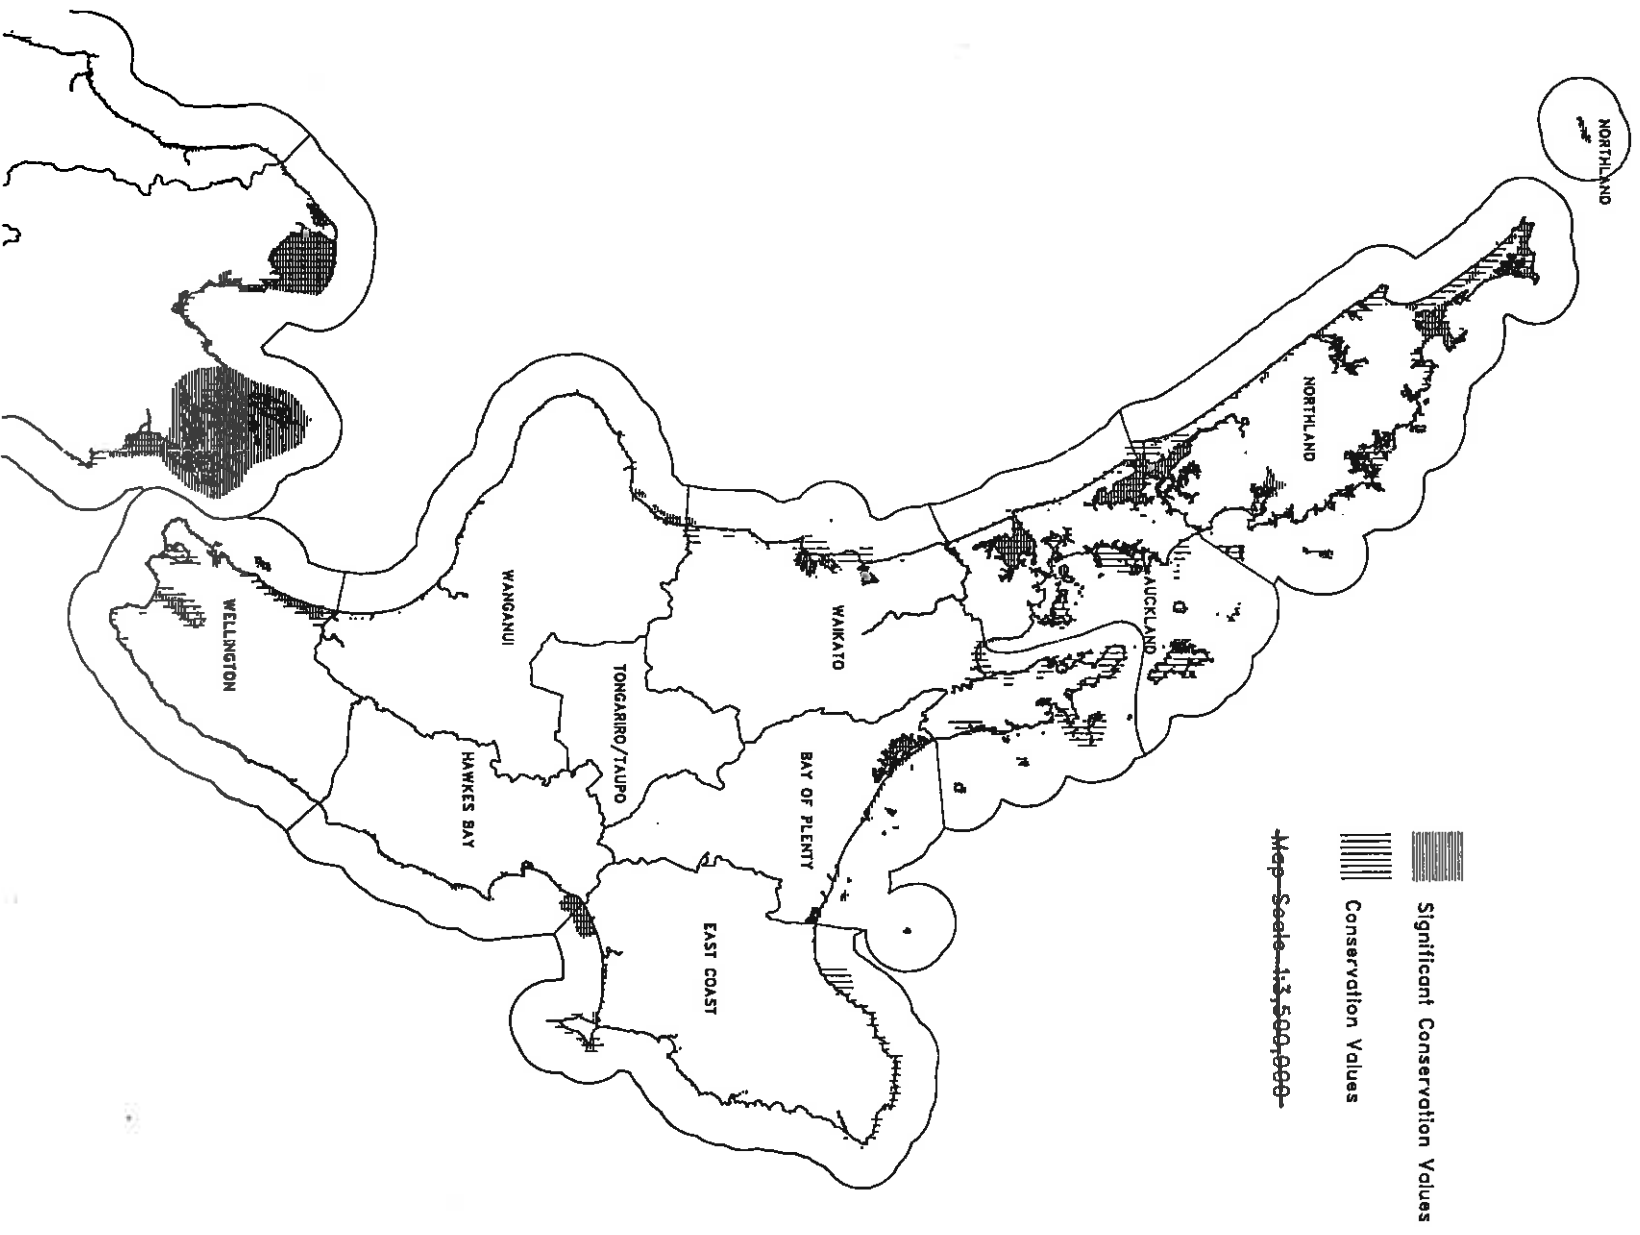 NORTHLAND
NORTHLAND
AUCKLAND
WAIKATO
BAY OF PLENTY
TONGARIRO/TAUPO
WANGANUI
EAST COAST
HAWKES BAY
WELLINGTON
Significant Conservation Values
Conservation Values
Map Scale 1:3,500,000